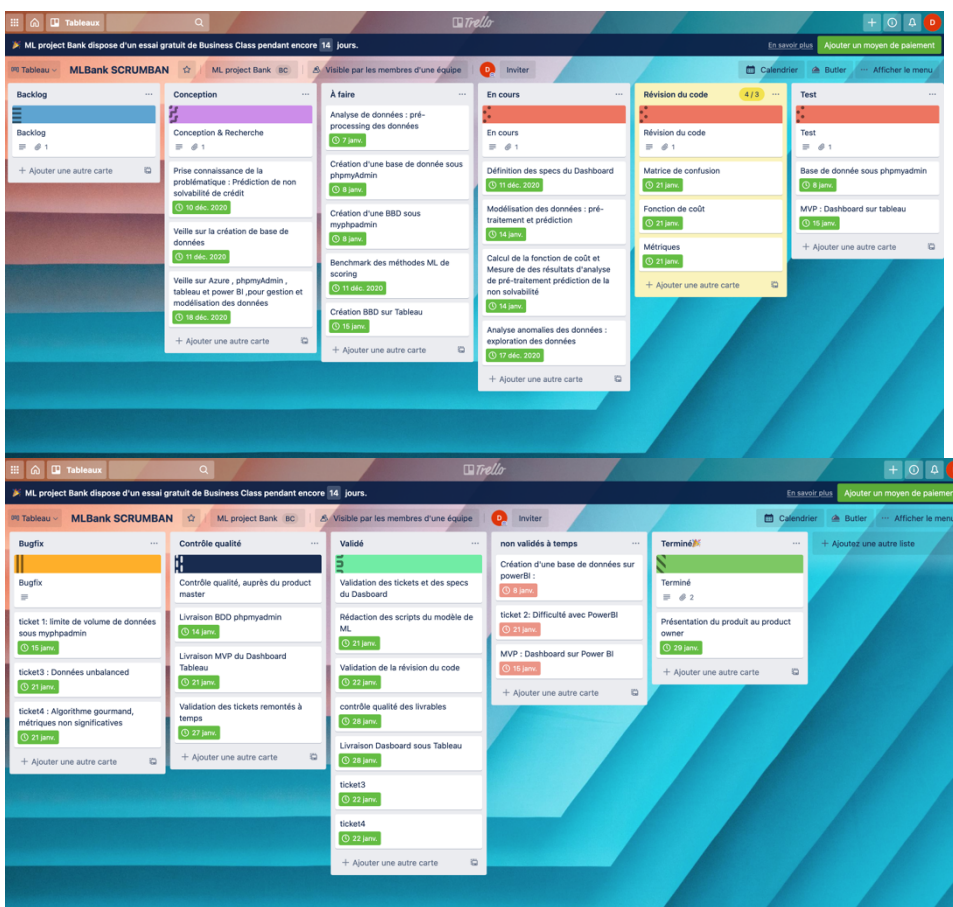 Tableaux
Trello
D
ML project Bank dispose d'un essai gratuit de Business Class pendant encore 14 jours.
En savoir plus
Ajouter un moyen de paiement
Tableau
MLBank SCRUMBAN
ML project Bank BC
Visible par les membres d'une équipe
D
Inviter
Calendrier
Butler
Afficher le menu
Backlog
Backlog
1
+ Ajouter une autre carte
Conception
Conception & Recherche
1
Prise connaissance de la
problématique : Prédiction de non
solvabilité de crédit
10 déc. 2020
Veille sur la création de base de
données
11 déc. 2020
Veille sur Azure , phpmyAdmin ,
tableau et power BI ,pour gestion et
modélisation des données
18 déc. 2020
+ Ajouter une autre carte
À faire
Analyse de données : pré-
processing des données
7 janv.
Création d'une base de donnée sous
phpmyAdmin
8 janv.
Création d'une BBD sous
myphpadmin
8 janv.
Benchmark des méthodes ML de
scoring
11 déc. 2020
Création BBD sur Tableau
15 janv.
+ Ajouter une autre carte
En cours
En cours
1
Définition des specs du Dashboard
11 déc. 2020
Modélisation des données : pré-
traitement et prédiction
14 janv.
Calcul de la fonction de coût et
Mesure de des résultats d'analyse
de pré-traitement prédiction de la
non solvabilité
14 janv.
Analyse anomalies des données :
exploration des données
17 déc. 2020
+ Ajouter une autre carte
Révision du code
4/3
Révision du code
1
Matrice de confusion
21 janv.
Fonction de coût
21 janv.
Métriques
21 janv.
+ Ajouter une autre carte
Test
Test
1
Base de donnée sous phpmyadmin
8 janv.
MVP : Dashboard sur tableau
15 janv.
+ Ajouter une autre carte
Tableaux
Trello
ML project Bank dispose d'un essai gratuit de Business Class pendant encore 14 jours.
En savoir plus
Ajouter un moyen de paiemen
Tableau
MLBank SCRUMBAN
ML project Bank BC
Visible par les membres d'une équipe
D
Inviter
Calendrier
Butler
Afficher le menu
Bugfix
Bugfix
ticket 1: limite de volume de données
sous myphpadmin
15 janv.
ticket3 : Données unbalanced
21 janv.
ticket4 : Algorithme gourmand,
métriques non significatives
21 janv.
+ Ajouter une autre carte
Contrôle qualité
Contrôle qualité, auprès du product
master
Livraison BDD phpmyadmin
14 janv.
Livraison MVP du Dashboard
Tableau
21 janv.
Validation des tickets remontés à
temps
27 janv.
+ Ajouter une autre carte
Validé
Validation des tickets et des specs
du Dasboard
Rédaction des scripts du modèle de
ML
21 janv.
Validation de la révision du code
22 janv.
contrôle qualité des livrables
28 janv.
Livraison Dasboard sous Tableau
28 janv.
ticket3
22 janv.
ticket4
22 janv.
+ Ajouter une autre carte
non validés à temps
Création d'une base de données sur
powerBI :
8 janv.
ticket 2: Difficulté avec PowerBI
21 janv.
MVP : Dashboard sur Power BI
15 janv.
+ Ajouter une autre carte
Terminé🎉
Terminé
2
Présentation du produit au product
owner
29 janv.
+ Ajouter une autre carte
+ Ajoutez une autre liste